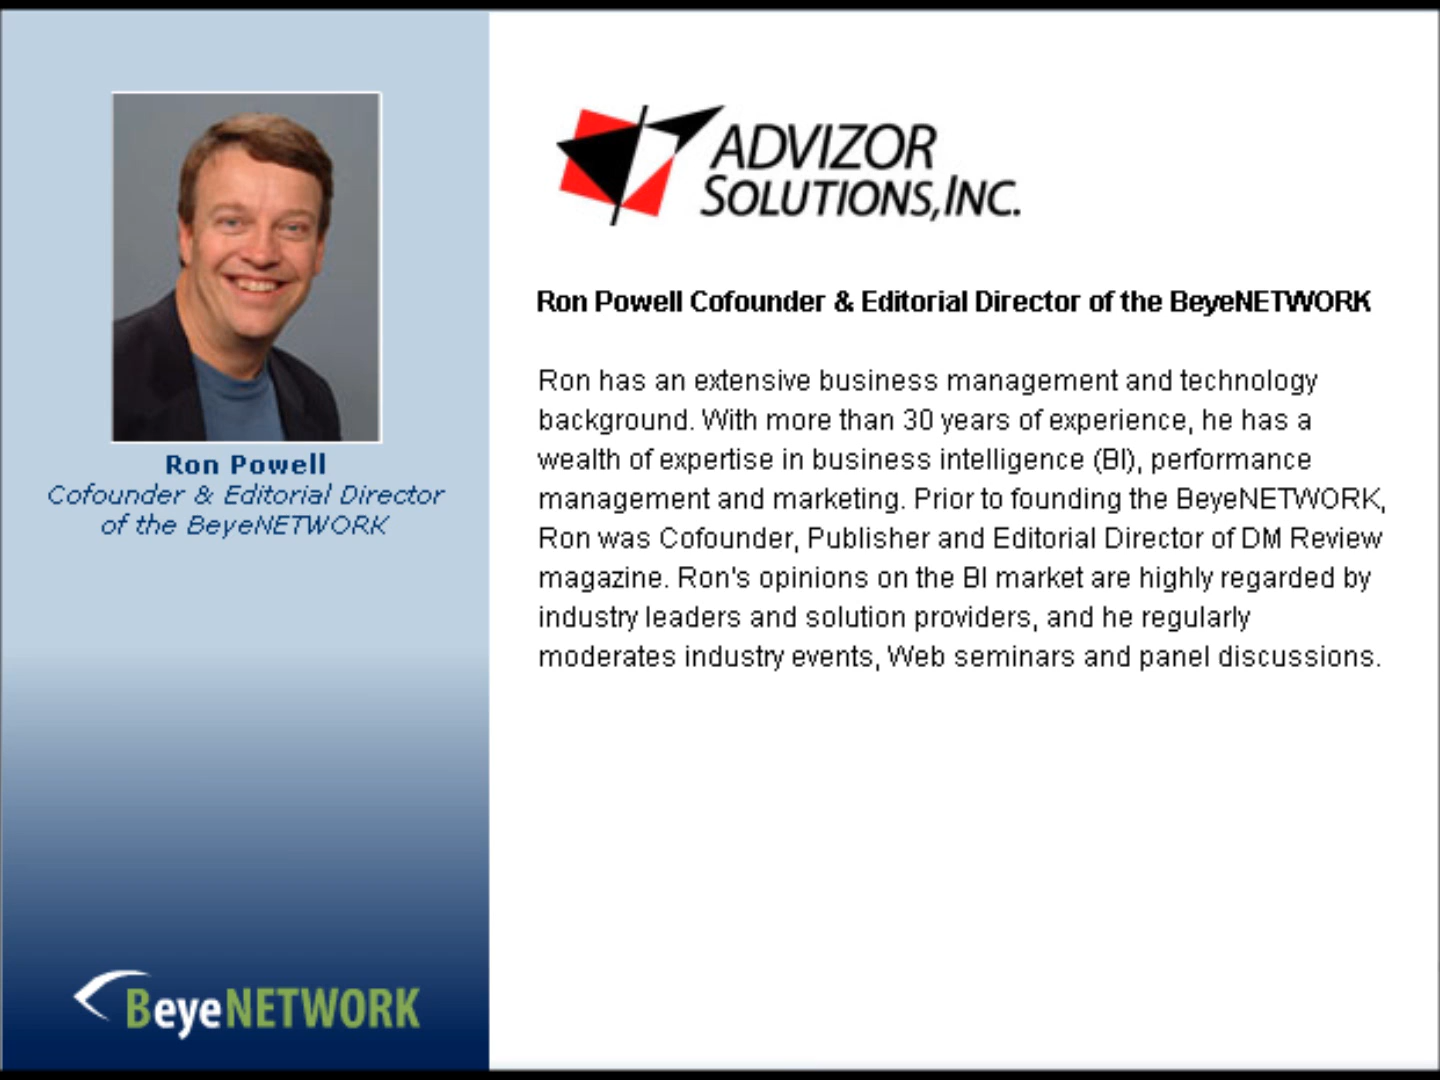 Ron Powell
Cofounder & Editorial Director
of the BeyeNETWORK
BeyeNETWORK
ADVIZOR
SOLUTIONS, INC.
Ron Powell Cofounder & Editorial Director of the BeyeNETWORK
Ron has an extensive business management and technology
background. With more than 30 years of experience, he has a
wealth of expertise in business intelligence (BI), performance
management and marketing. Prior to founding the BeyeNETWORK,
Ron was Cofounder, Publisher and Editorial Director of DM Review
magazine. Ron's opinions on the BI market are highly regarded by
industry leaders and solution providers, and he regularly
moderates industry events, Web seminars and panel discussions.